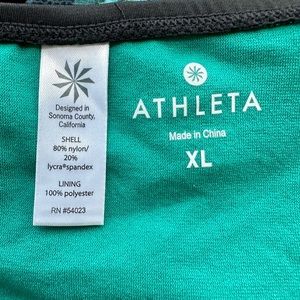 Designed in
Sonoma County,
California
SHELL
80% nylon/
20%
lycra®spandex
LINING
100% polyester
RN #54023
ATHLETA
Made in China
XL